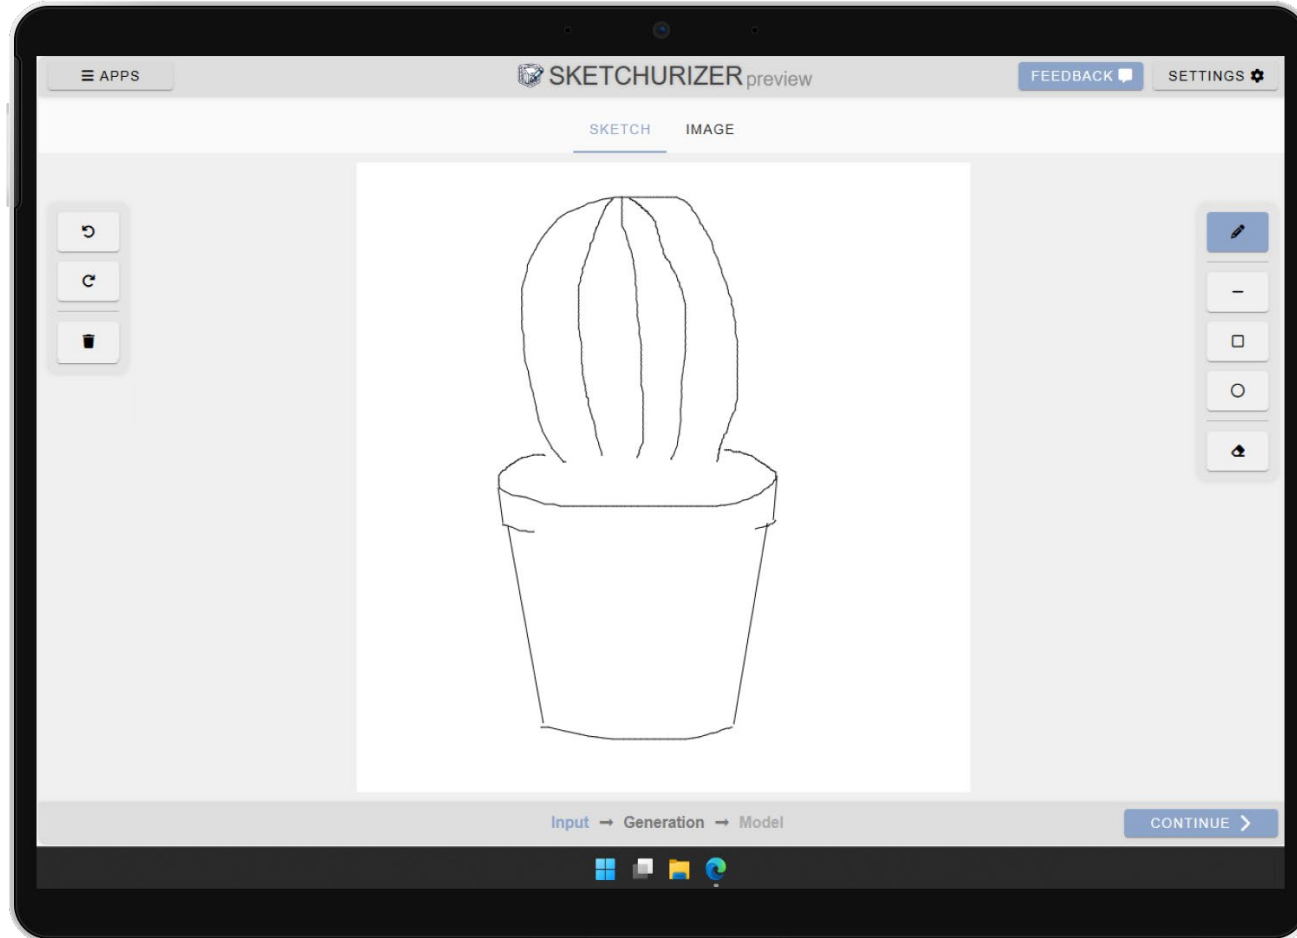 APPS
SKETCHURIZER preview
FEEDBACK
SETTINGS
SKETCH IMAGE
Input → Generation → Model
CONTINUE